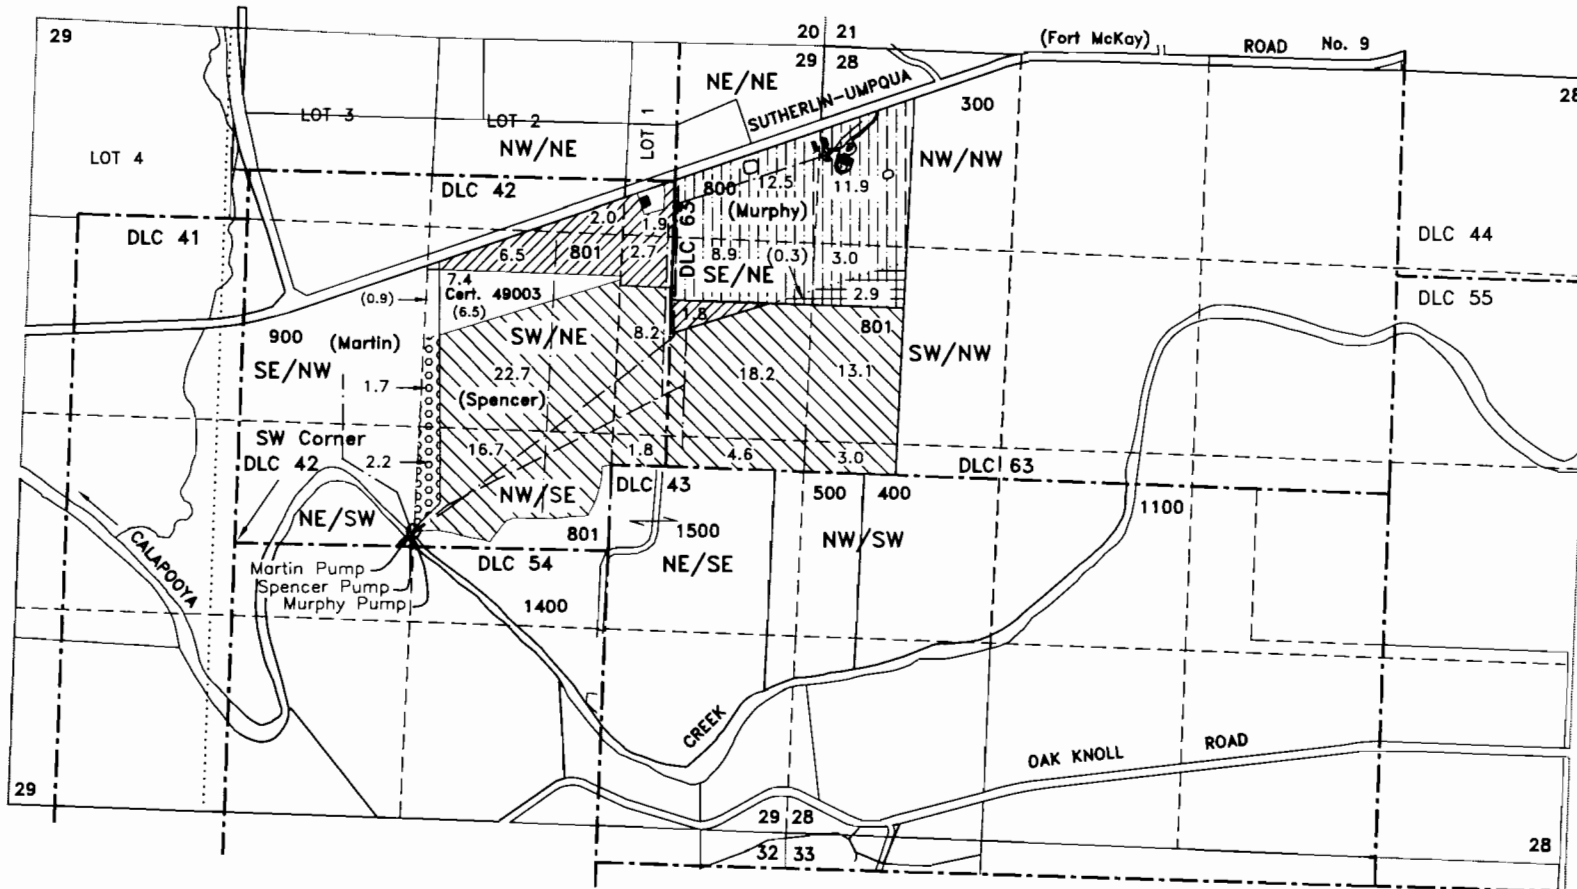 29
20 21
29 28
(Fort McKay)
ROAD No. 9
28
NE/NE
SUTHERLIN-UMPQUA
300
LOT 3
LOT 2
LOT 1
LOT 4
NW/NE
NW/NW
DLC 42
800
12.5
11.9
(Murphy)
2.0
1.9
DLC 63
DLC 41
DLC 44
6.5
801
2.7
8.9
(0.3)
3.0
SE/NE
7.4
Cert. 49003
(6.5)
(0.9)
2.9
DLC 55
1.8
801
900
(Martin)
SW/NE
8.2
SW/NW
SE/NW
1.7
22.7
(Spencer)
18.2
13.1
SW Corner
DLC 42
2.2
16.7
1.8
4.6
3.0
DLC 63
NW/SE
DLC 43
500
400
1100
NE/SW
801
1500
NW/SW
CALAPOOYA
Martin Pump
Spencer Pump
Murphy Pump
DLC 54
NE/SE
1400
CREEK
OAK KNOLL
ROAD
29
29 28
32 33
28